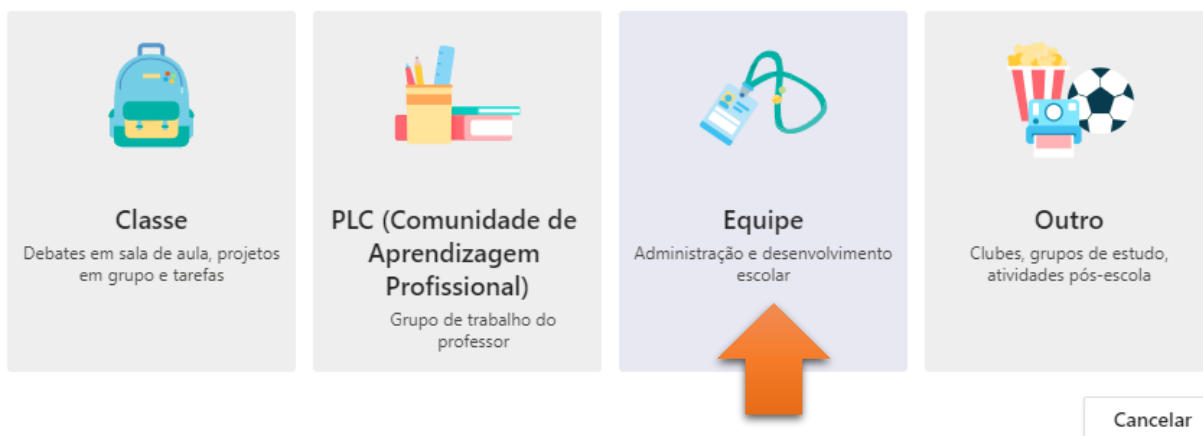 Classe
Debates em sala de aula, projetos
em grupo e tarefas
PLC (Comunidade de
Aprendizagem
Profissional)
Grupo de trabalho do
professor
Equipe
Administração e desenvolvimento
escolar
Outro
Clubes, grupos de estudo,
atividades pós-escola
Cancelar